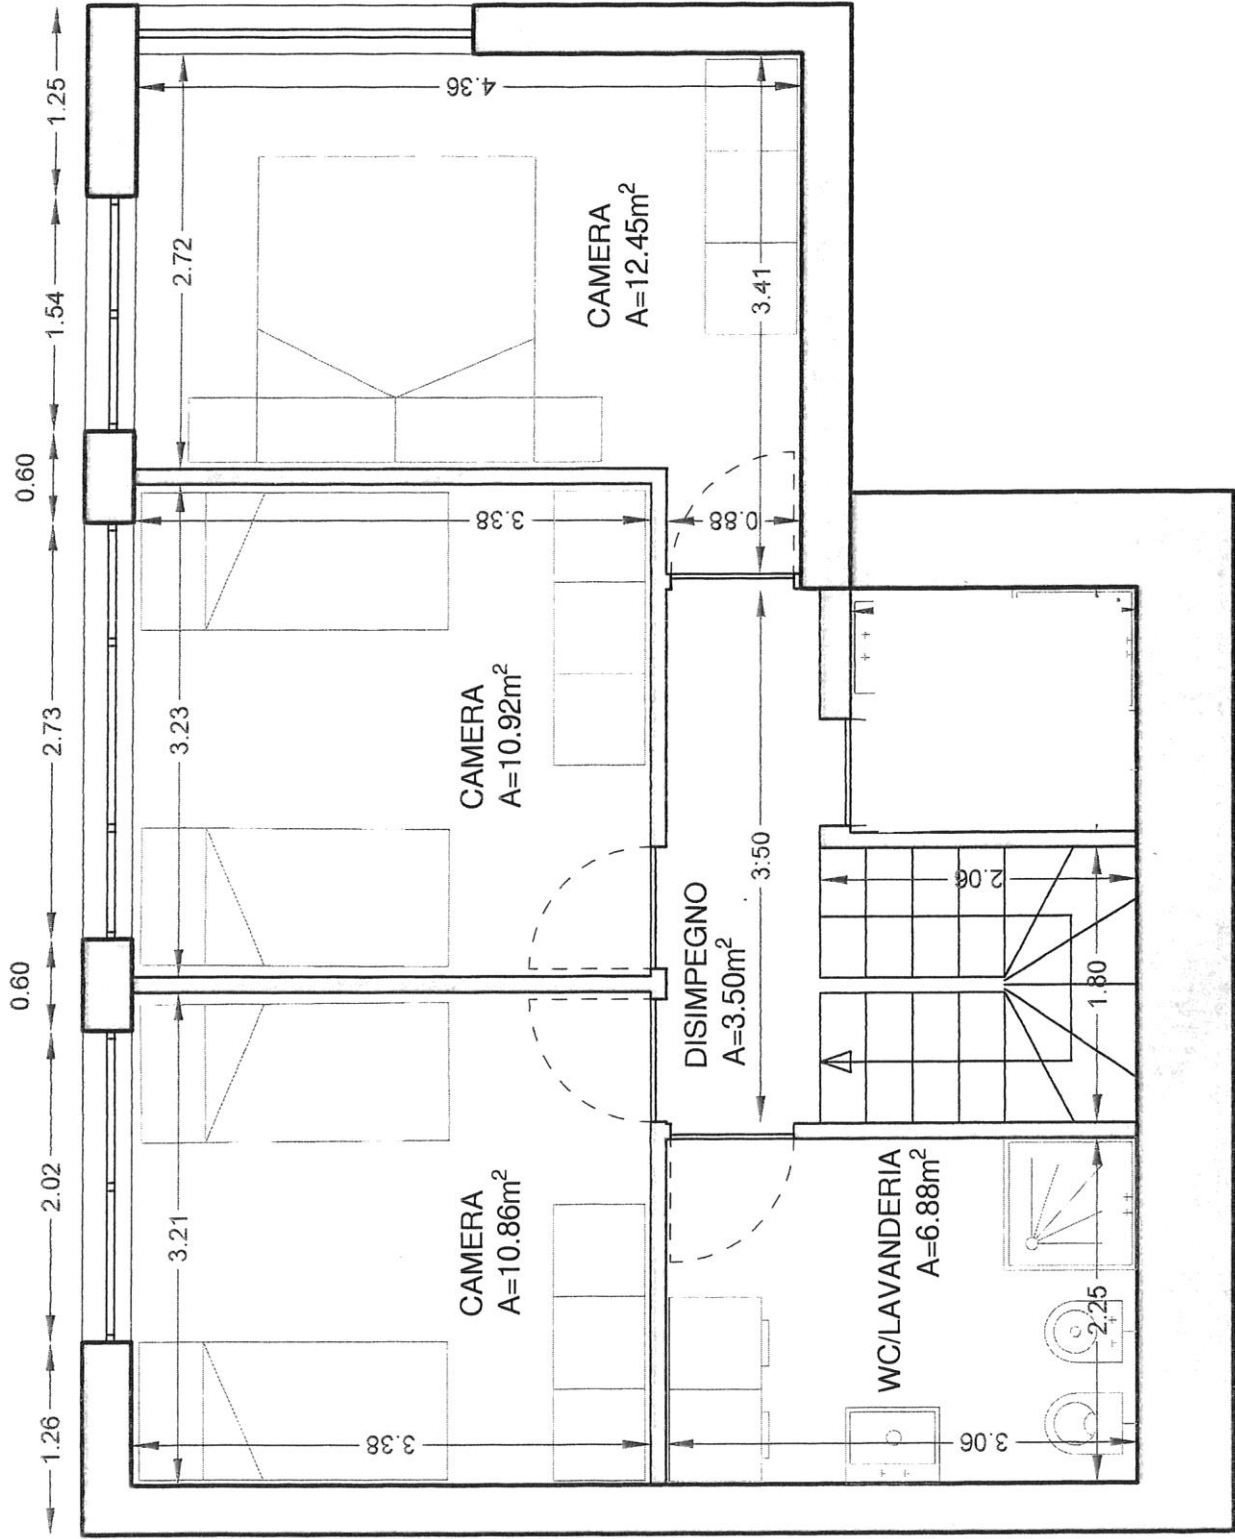 1.26
2.02
0.60
2.73
0.60
1.54
1.25
3.21
3.23
2.72
3.38
3.38
4.36
CAMERA
A=10.86m²
CAMERA
A=10.92m²
CAMERA
A=12.45m²
3.41
0.88
DISIMPEGNO
A=3.50m²
3.50
WC/LAVANDERIA
A=6.88m²
3.06
2.25
1.80
2.06